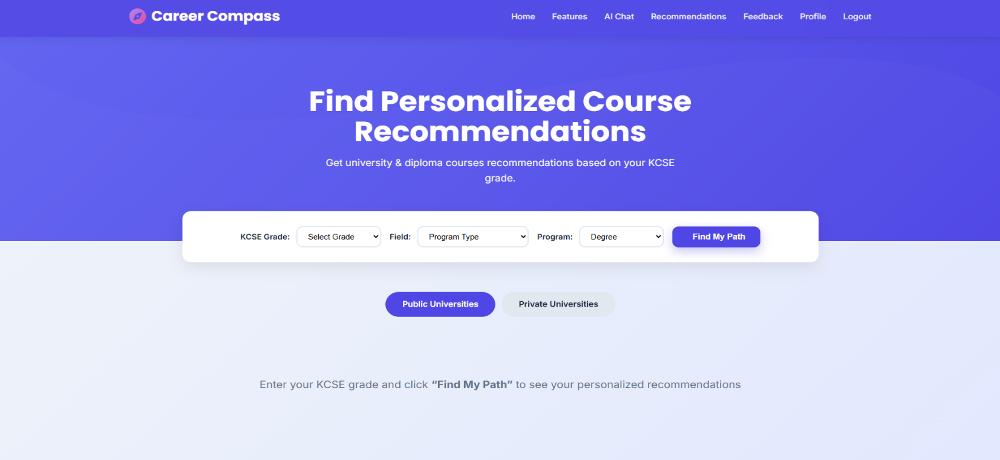 Career Compass
Home Features AI Chat Recommendations Feedback Profile Logout
Find Personalized Course
Recommendations
Get university & diploma courses recommendations based on your KCSE
grade.
KCSE Grade: Select Grade Field: Program Type Program: Degree Find My Path
Public Universities Private Universities
Enter your KCSE grade and click “Find My Path” to see your personalized recommendations